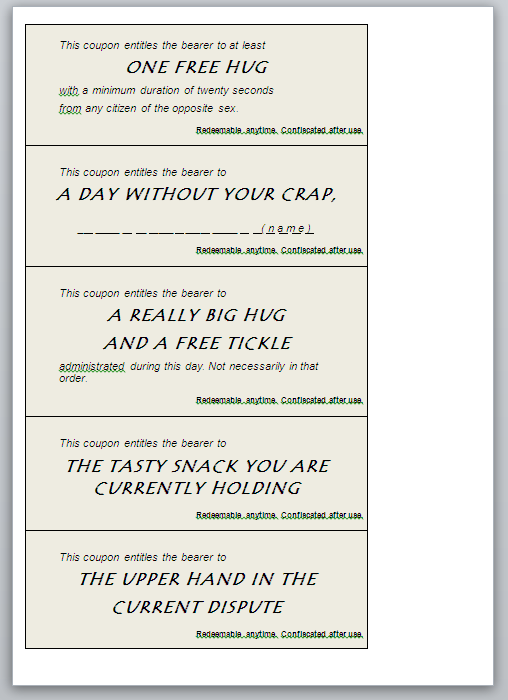 This coupon entitles the bearer to at least
ONE FREE HUG
with a minimum duration of twenty seconds
from any citizen of the opposite sex.
Redeemable anytime. Confiscated after use.
This coupon entitles the bearer to
A DAY WITHOUT YOUR CRAP,
__________________(name)
Redeemable anytime. Confiscated after use.
This coupon entitles the bearer to
A REALLY BIG HUG
AND A FREE TICKLE
administrated during this day. Not necessarily in that
order.
Redeemable anytime. Confiscated after use.
This coupon entitles the bearer to
THE TASTY SNACK YOU ARE
CURRENTLY HOLDING
Redeemable anytime. Confiscated after use.
This coupon entitles the bearer to
THE UPPER HAND IN THE
CURRENT DISPUTE
Redeemable anytime. Confiscated after use.